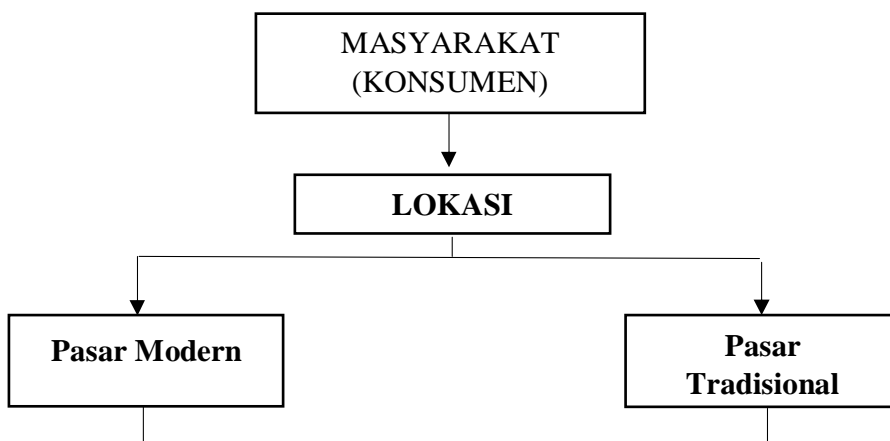 MASYARAKAT
(KONSUMEN)
LOKASI
Pasar Modern
Pasar
Tradisional